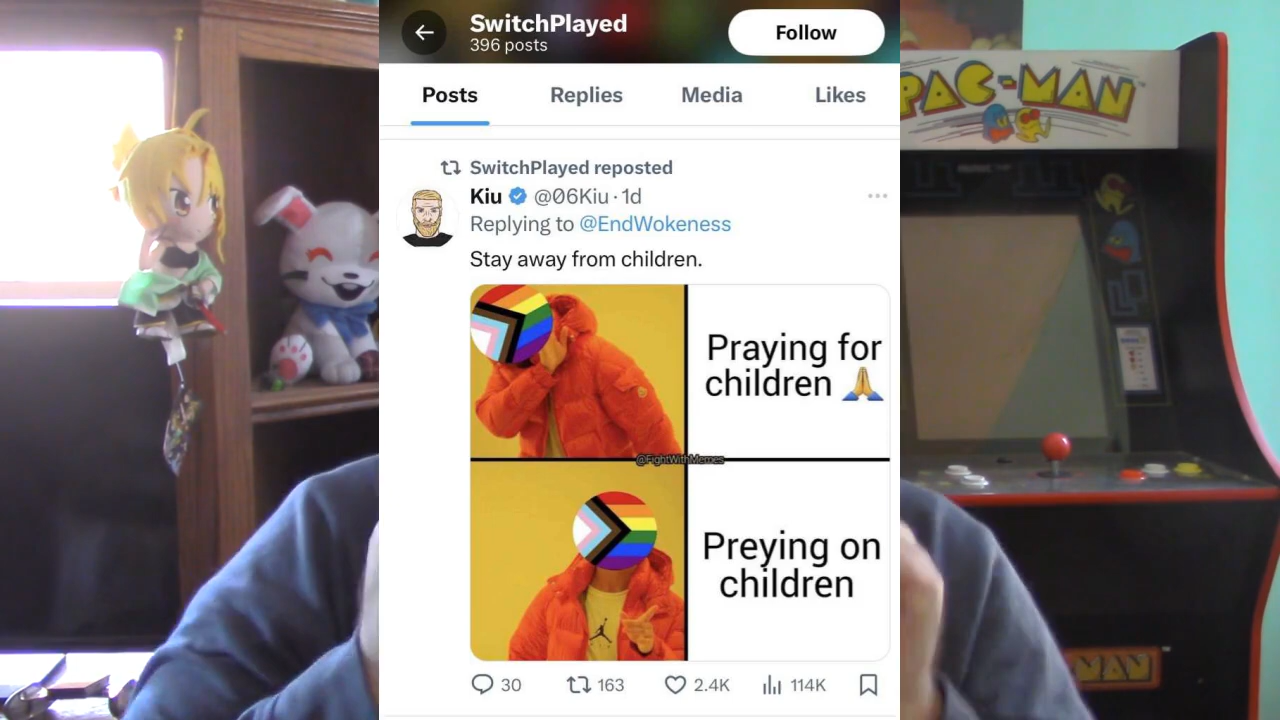 SwitchPlayed
396 posts
Follow
Posts
Replies
Media
Likes
SwitchPlayed reposted
Kiu @06Kiu · 1d
Replying to @EndWokeness
Stay away from children.
Praying for
children 🙏
@FightWithMemes
Preying on
children
30
163
2.4K
114K
PAC-MAN
MAN